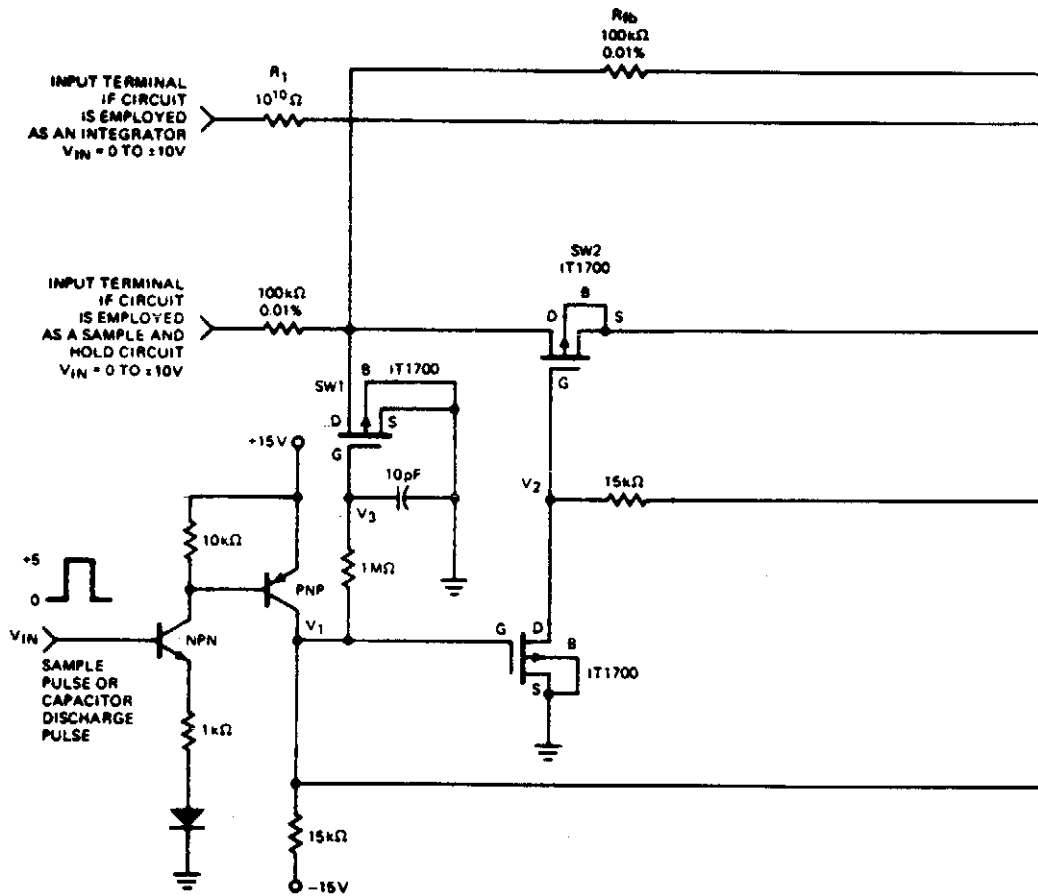 Rfb
100kΩ
0.01%
R1
10^10Ω
INPUT TERMINAL
IF CIRCUIT
IS EMPLOYED
AS AN INTEGRATOR
VIN = 0 TO ±10V
SW2
IT1700
B
D
S
G
INPUT TERMINAL
IF CIRCUIT
IS EMPLOYED
AS A SAMPLE AND
HOLD CIRCUIT
VIN = 0 TO ±10V
100kΩ
0.01%
B
IT1700
SW1
D
S
G
+15V
10pF
V3
V2
15kΩ
10kΩ
1MΩ
+5
0
PNP
V1
VIN
NPN
G
D
B
S
IT1700
SAMPLE
PULSE OR
CAPACITOR
DISCHARGE
PULSE
1kΩ
15kΩ
-15V